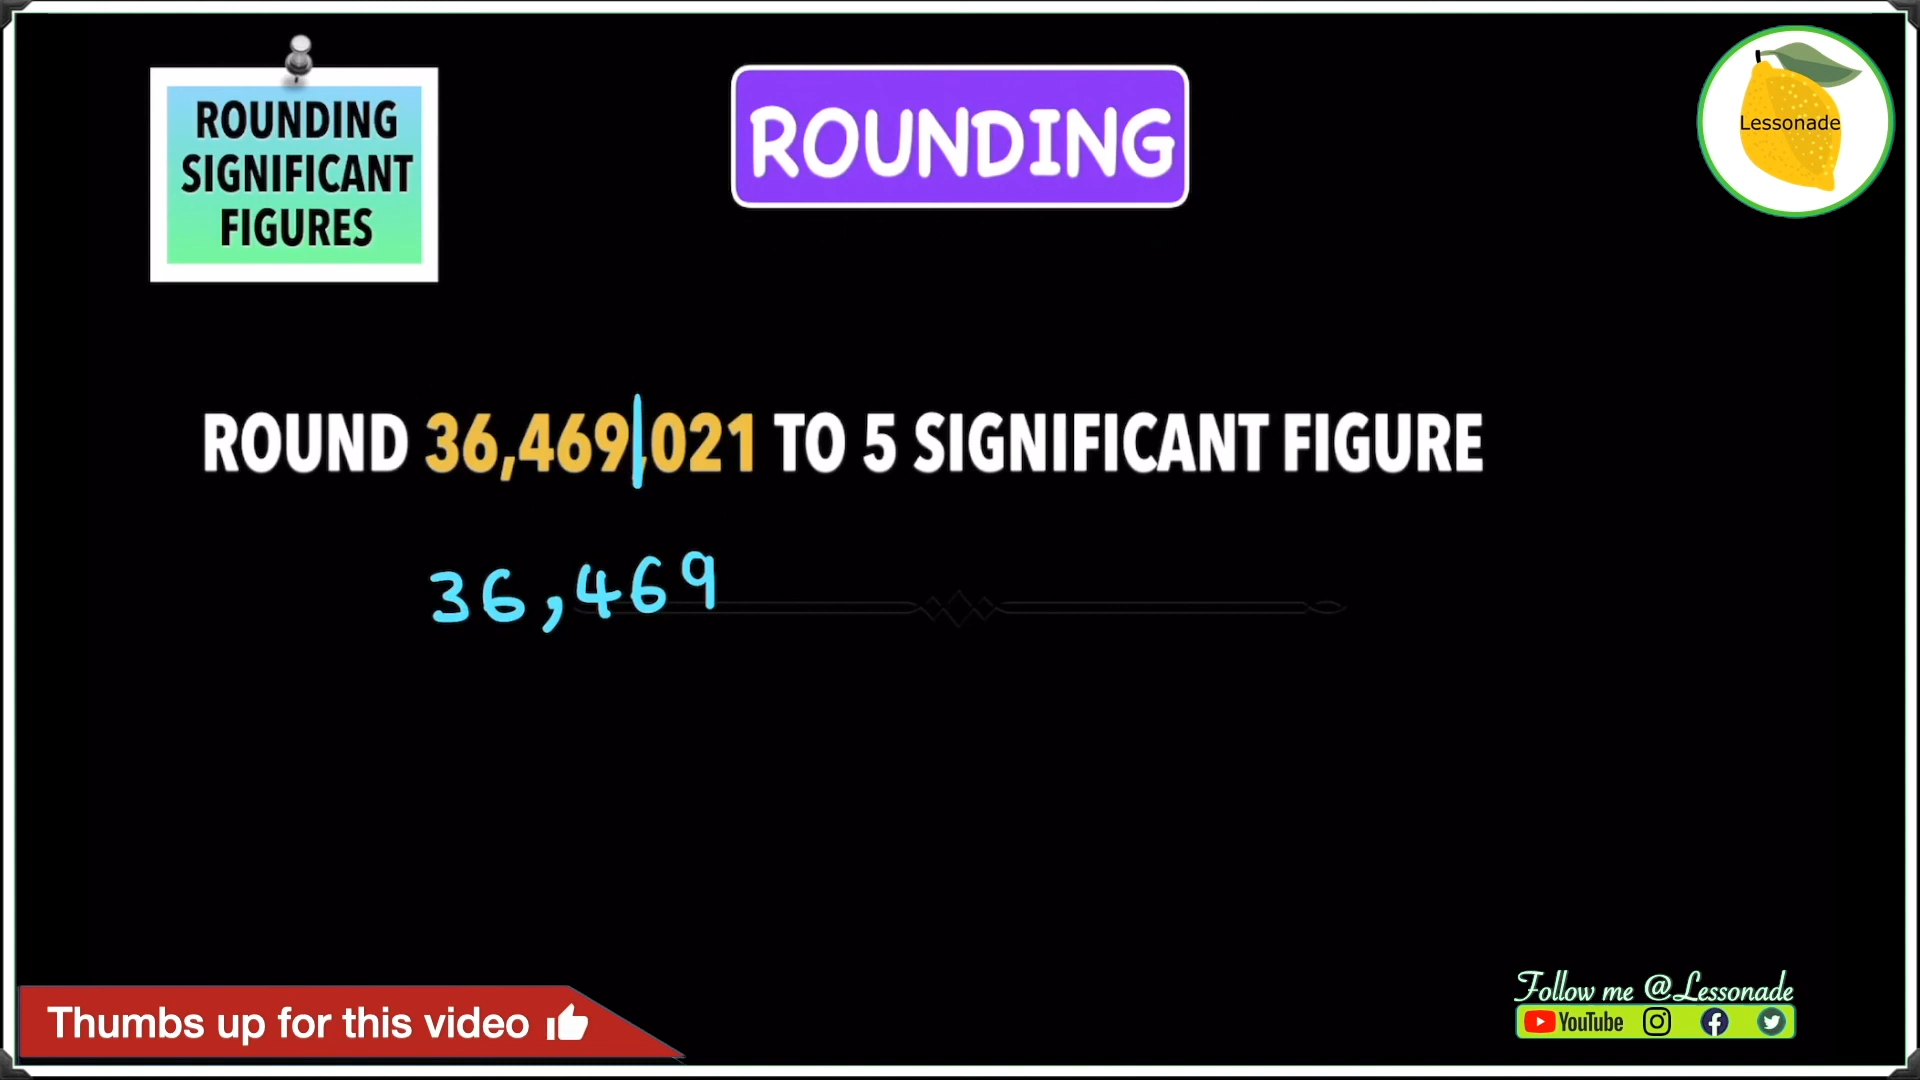 ROUNDING
SIGNIFICANT
FIGURES
ROUNDING
Lessonade
ROUND 36,469,021 TO 5 SIGNIFICANT FIGURE
36,469
Thumbs up for this video
Follow me @Lessonade
YouTube